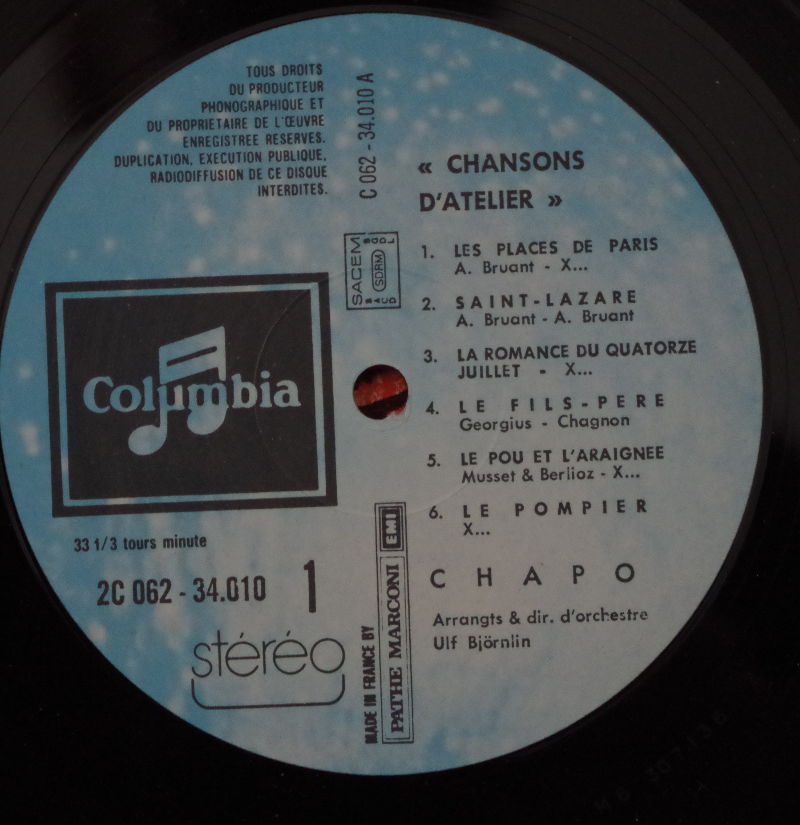 TOUS DROITS
DU PRODUCTEUR
PHONOGRAPHIQUE ET
DU PROPRIETAIRE DE L'ŒUVRE
ENREGISTREE RESERVES.
DUPLICATION, EXECUTION PUBLIQUE,
RADIODIFFUSION DE CE DISQUE
INTERDITES.
C 062 - 34.010 A
SACEM
SDRM
Columbia
33 1/3 tours minute
2C 062 - 34.010 1
stéréo
MADE IN FRANCE BY
PATHE MARCONI EMI
« CHANSONS
D'ATELIER »
1. LES PLACES DE PARIS
A. Bruant - X...
2. SAINT-LAZARE
A. Bruant - A. Bruant
3. LA ROMANCE DU QUATORZE
JUILLET - X...
4. LE FILS-PERE
Georgius - Chagnon
5. LE POU ET L'ARAIGNEE
Musset & Berlioz - X...
6. LE POMPIER
X...
CHAPO
Arrangts & dir. d'orchestre
Ulf Björnlin